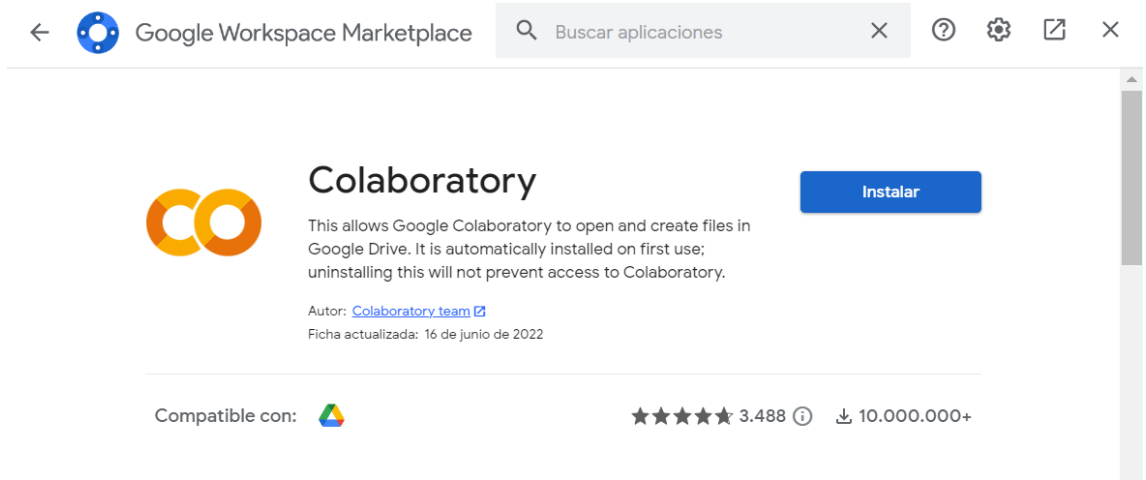 Google Workspace Marketplace
Buscar aplicaciones
Colaboratory
Instalar
This allows Google Colaboratory to open and create files in
Google Drive. It is automatically installed on first use;
uninstalling this will not prevent access to Colaboratory.
Autor: Colaboratory team
Ficha actualizada: 16 de junio de 2022
Compatible con:
3.488
10.000.000+